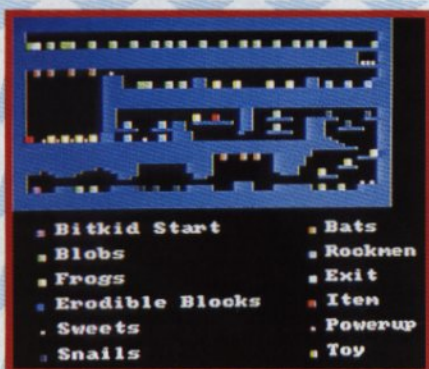 Bitkid Start
Blobs
Frogs
Erodible Blocks
Sweets
Snails
Bats
Rockmen
Exit
Item
Powerup
Toy